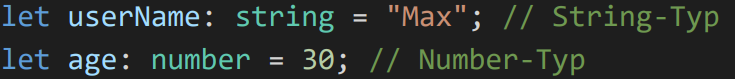 let userName: string = "Max"; // String-Typ
let age: number = 30; // Number-Typ